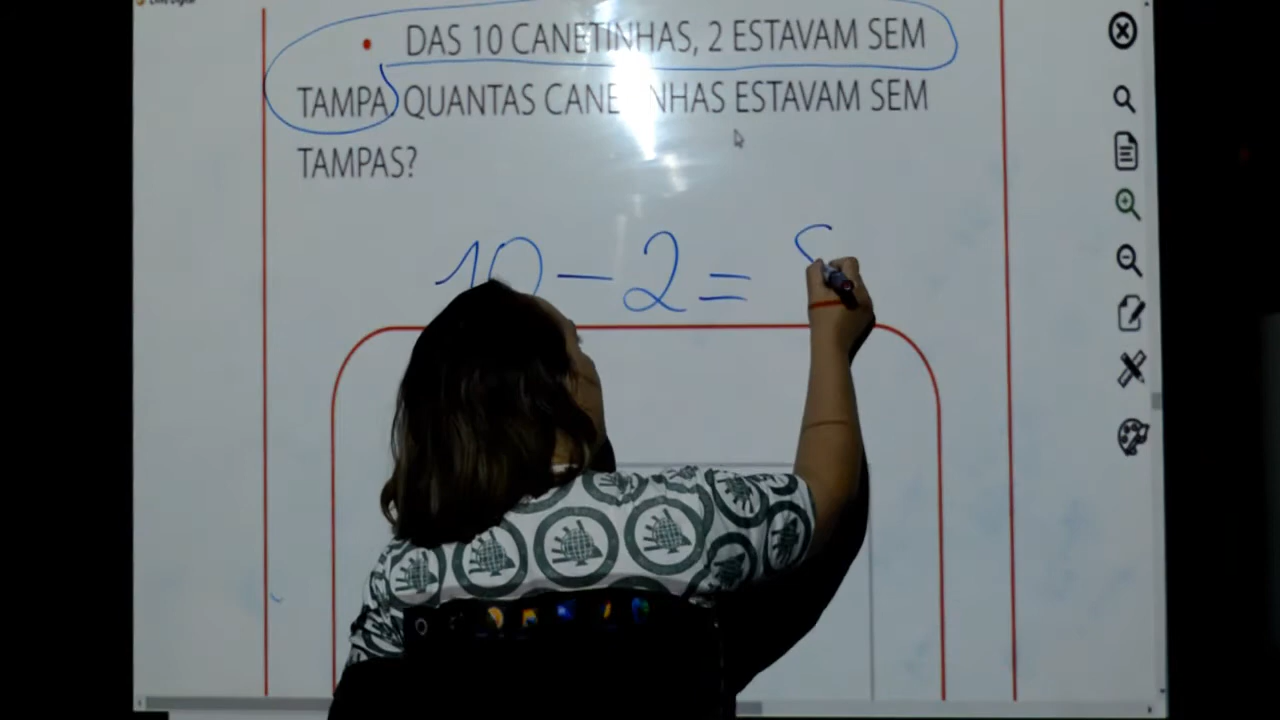 DAS 10 CANETINHAS, 2 ESTAVAM SEM
TAMPA QUANTAS CANETINHAS ESTAVAM SEM
TAMPAS?
10 - 2 =